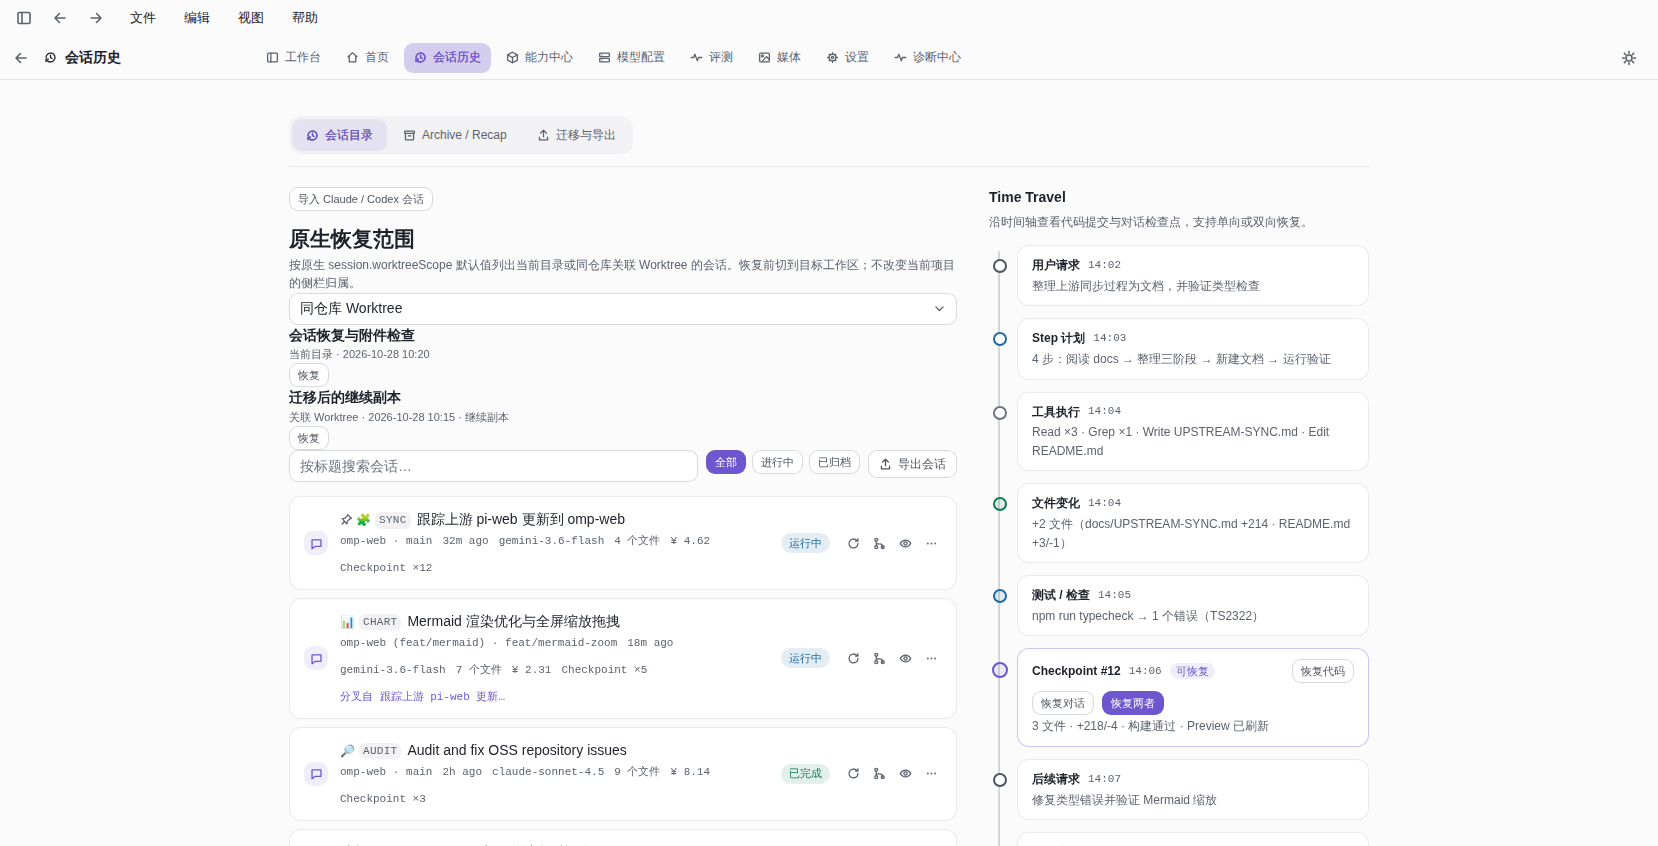 文件 编辑 视图 帮助
会话历史 工作台 首页 会话历史 能力中心 模型配置 评测 媒体 设置 诊断中心
会话目录 Archive / Recap 迁移与导出
导入 Claude / Codex 会话
原生恢复范围
按原生 session.worktreeScope 默认值列出当前目录或同仓库关联 Worktree 的会话。恢复前切到目标工作区；不改变当前项目
的侧栏归属。
同仓库 Worktree
会话恢复与附件检查
当前目录 · 2026-10-28 10:20
恢复
迁移后的继续副本
关联 Worktree · 2026-10-28 10:15 · 继续副本
恢复
按标题搜索会话… 全部 进行中 已归档 导出会话
SYNC 跟踪上游 pi-web 更新到 omp-web
omp-web · main 32m ago gemini-3.6-flash 4 个文件 ¥ 4.62
Checkpoint ×12
运行中
CHART Mermaid 渲染优化与全屏缩放拖拽
omp-web (feat/mermaid) · feat/mermaid-zoom 18m ago
gemini-3.6-flash 7 个文件 ¥ 2.31 Checkpoint ×5
分叉自 跟踪上游 pi-web 更新…
运行中
AUDIT Audit and fix OSS repository issues
omp-web · main 2h ago claude-sonnet-4.5 9 个文件 ¥ 8.14
Checkpoint ×3
已完成
Time Travel
沿时间轴查看代码提交与对话检查点，支持单向或双向恢复。
用户请求 14:02
整理上游同步过程为文档，并验证类型检查
Step 计划 14:03
4 步：阅读 docs → 整理三阶段 → 新建文档 → 运行验证
工具执行 14:04
Read ×3 · Grep ×1 · Write UPSTREAM-SYNC.md · Edit
README.md
文件变化 14:04
+2 文件（docs/UPSTREAM-SYNC.md +214 · README.md
+3/-1）
测试 / 检查 14:05
npm run typecheck → 1 个错误（TS2322）
Checkpoint #12 14:06 可恢复 恢复代码
恢复对话 恢复两者
3 文件 · +218/-4 · 构建通过 · Preview 已刷新
后续请求 14:07
修复类型错误并验证 Mermaid 缩放